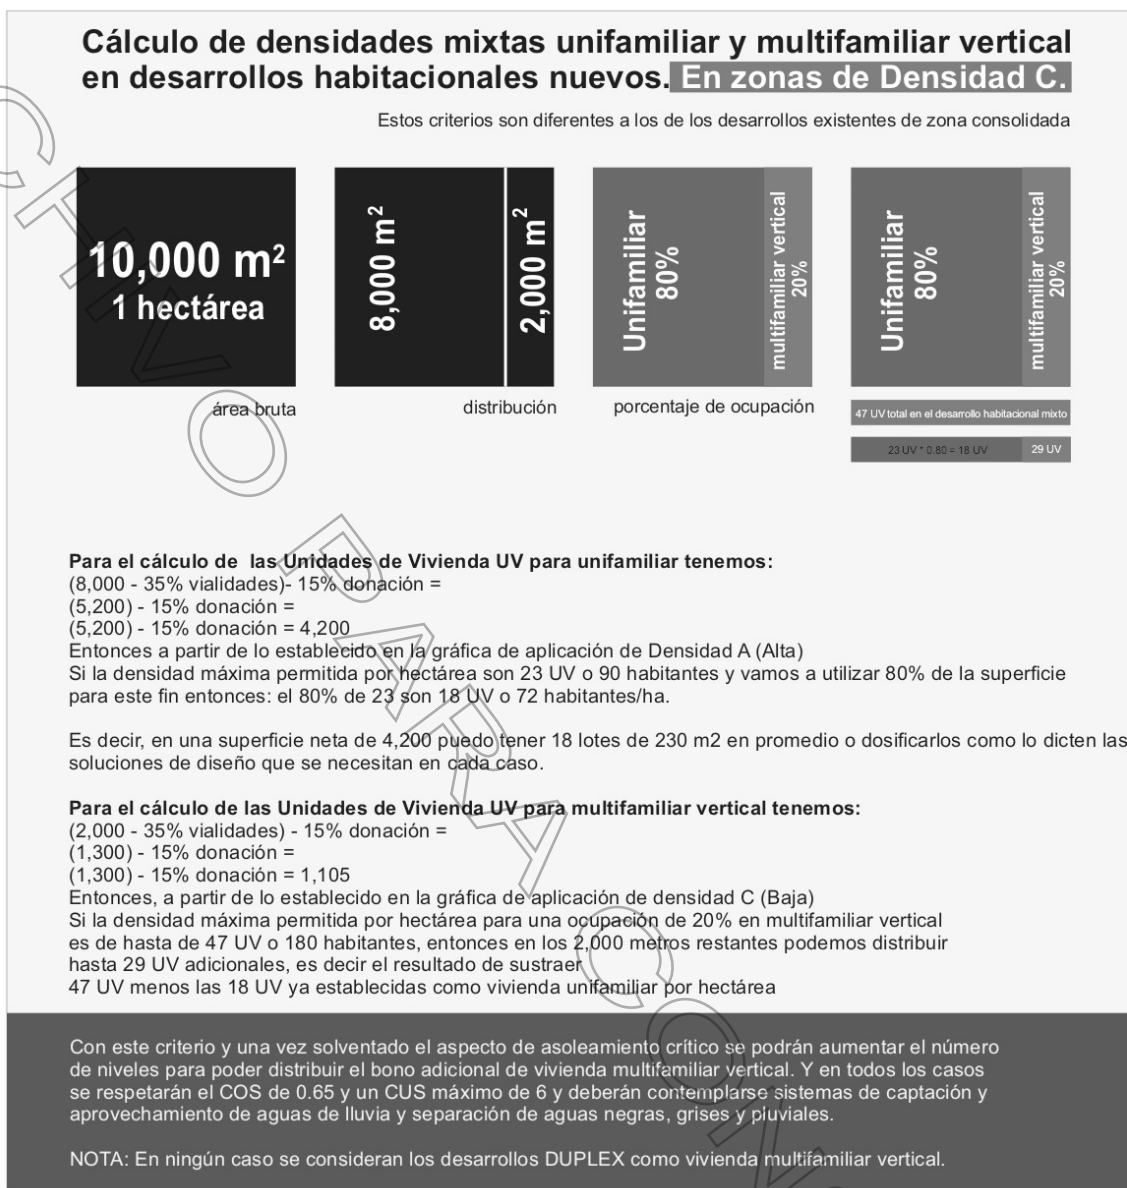 Cálculo de densidades mixtas unifamiliar y multifamiliar vertical
en desarrollos habitacionales nuevos. En zonas de Densidad C.
Estos criterios son diferentes a los de los desarrollos existentes de zona consolidada
10,000 m²
1 hectárea
área bruta
8,000 m²
2,000 m²
distribución
Unifamiliar
80%
multifamiliar vertical
20%
porcentaje de ocupación
Unifamiliar
80%
multifamiliar vertical
20%
47 UV total en el desarrollo habitacional mixto
23 UV * 0.80 = 18 UV
29 UV
Para el cálculo de las Unidades de Vivienda UV para unifamiliar tenemos:
(8,000 - 35% vialidades)- 15% donación =
(5,200) - 15% donación =
(5,200) - 15% donación = 4,200
Entonces a partir de lo establecido en la gráfica de aplicación de Densidad A (Alta)
Si la densidad máxima permitida por hectárea son 23 UV o 90 habitantes y vamos a utilizar 80% de la superficie
para este fin entonces: el 80% de 23 son 18 UV o 72 habitantes/ha.
Es decir, en una superficie neta de 4,200 puedo tener 18 lotes de 230 m2 en promedio o dosificarlos como lo dicten las
soluciones de diseño que se necesitan en cada caso.
Para el cálculo de las Unidades de Vivienda UV para multifamiliar vertical tenemos:
(2,000 - 35% vialidades) - 15% donación =
(1,300) - 15% donación =
(1,300) - 15% donación = 1,105
Entonces, a partir de lo establecido en la gráfica de aplicación de densidad C (Baja)
Si la densidad máxima permitida por hectárea para una ocupación de 20% en multifamiliar vertical
es de hasta de 47 UV o 180 habitantes, entonces en los 2,000 metros restantes podemos distribuir
hasta 29 UV adicionales, es decir el resultado de sustraer
47 UV menos las 18 UV ya establecidas como vivienda unifamiliar por hectárea
Con este criterio y una vez solventado el aspecto de asoleamiento crítico se podrán aumentar el número
de niveles para poder distribuir el bono adicional de vivienda multifamiliar vertical. Y en todos los casos
se respetarán el COS de 0.65 y un CUS máximo de 6 y deberán contemplarse sistemas de captación y
aprovechamiento de aguas de lluvia y separación de aguas negras, grises y pluviales.
NOTA: En ningún caso se consideran los desarrollos DUPLEX como vivienda multifamiliar vertical.
CHIVO PARA CON